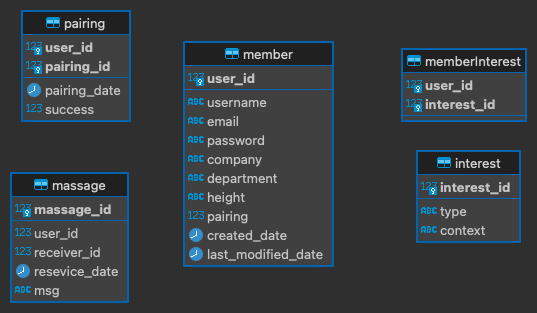 pairing
123 user_id
123 pairing_id
pairing_date
123 success
member
123 user_id
ABC username
ABC email
ABC password
ABC company
ABC department
ABC height
123 pairing
created_date
last_modified_date
memberInterest
123 user_id
123 interest_id
interest
123 interest_id
ABC type
ABC context
massage
123 massage_id
123 user_id
123 receiver_id
resevice_date
ABC msg